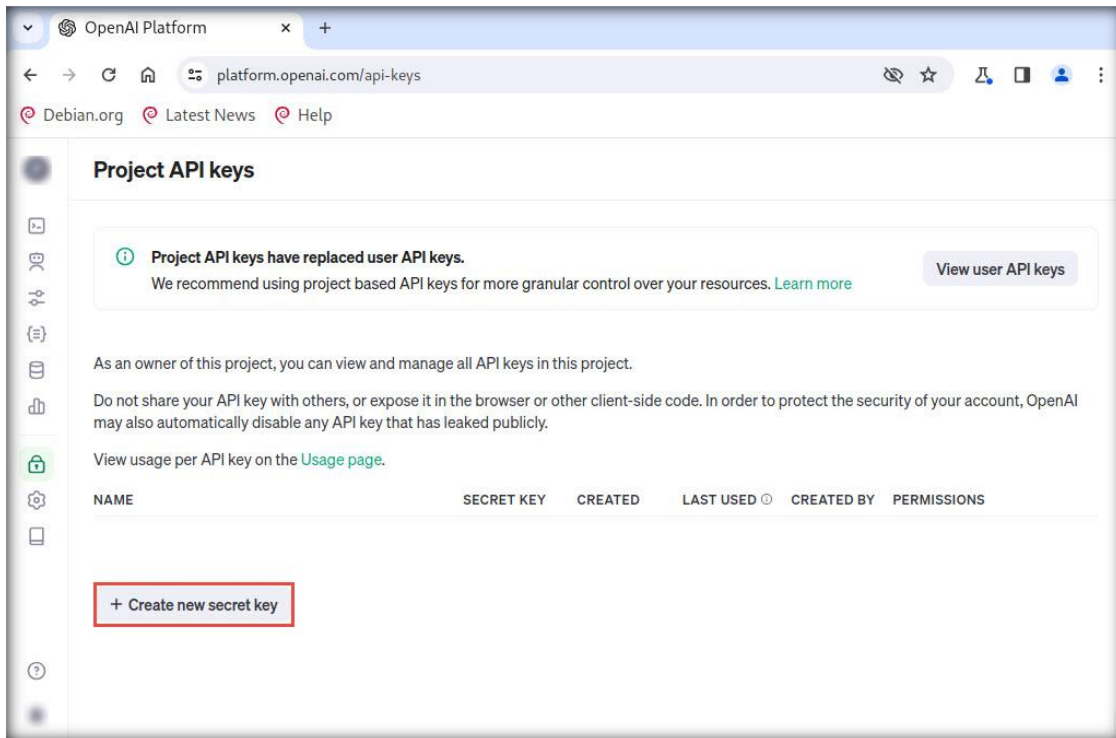 OpenAI Platform
platform.openai.com/api-keys
Debian.org Latest News Help
Project API keys
Project API keys have replaced user API keys.
We recommend using project based API keys for more granular control over your resources. Learn more
View user API keys
As an owner of this project, you can view and manage all API keys in this project.
Do not share your API key with others, or expose it in the browser or other client-side code. In order to protect the security of your account, OpenAI
may also automatically disable any API key that has leaked publicly.
View usage per API key on the Usage page.
NAME SECRET KEY CREATED LAST USED CREATED BY PERMISSIONS
+ Create new secret key